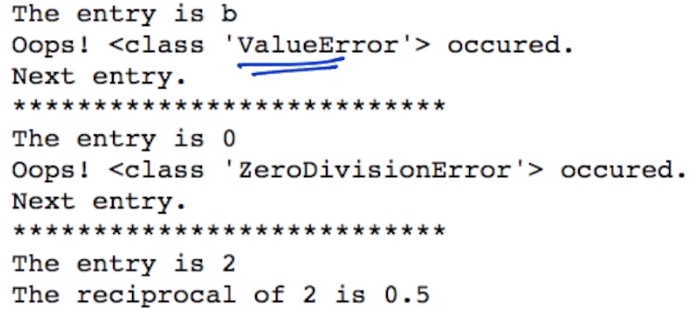 The entry is b
Oops! <class 'ValueError'> occured.
Next entry.
***************************
The entry is 0
Oops! <class 'ZeroDivisionError'> occured.
Next entry.
***************************
The entry is 2
The reciprocal of 2 is 0.5